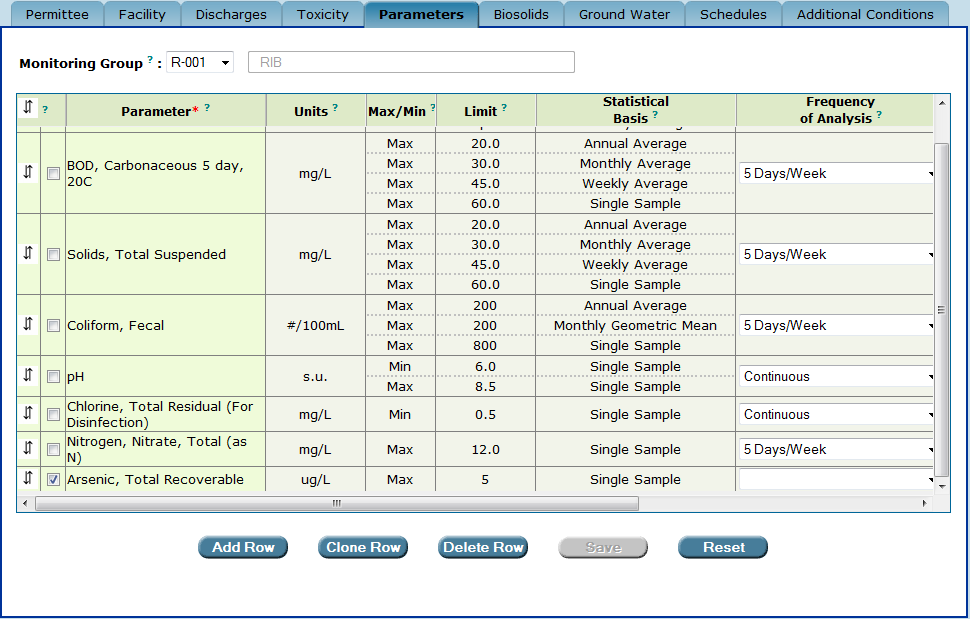 Permittee Facility Discharges Toxicity Parameters Biosolids Ground Water Schedules Additional Conditions
Monitoring Group ? : R-001 RIB
? Parameter* ? Units ? Max/Min ? Limit ? Statistical Basis ? Frequency of Analysis ?
BOD, Carbonaceous 5 day, 20C mg/L Max 20.0 Annual Average 5 Days/Week
Max 30.0 Monthly Average
Max 45.0 Weekly Average
Max 60.0 Single Sample
Solids, Total Suspended mg/L Max 20.0 Annual Average 5 Days/Week
Max 30.0 Monthly Average
Max 45.0 Weekly Average
Max 60.0 Single Sample
Coliform, Fecal #/100mL Max 200 Annual Average 5 Days/Week
Max 200 Monthly Geometric Mean
Max 800 Single Sample
pH s.u. Min 6.0 Single Sample Continuous
Max 8.5 Single Sample
Chlorine, Total Residual (For Disinfection) mg/L Min 0.5 Single Sample Continuous
Nitrogen, Nitrate, Total (as N) mg/L Max 12.0 Single Sample 5 Days/Week
Arsenic, Total Recoverable ug/L Max 5 Single Sample
Add Row Clone Row Delete Row Save Reset